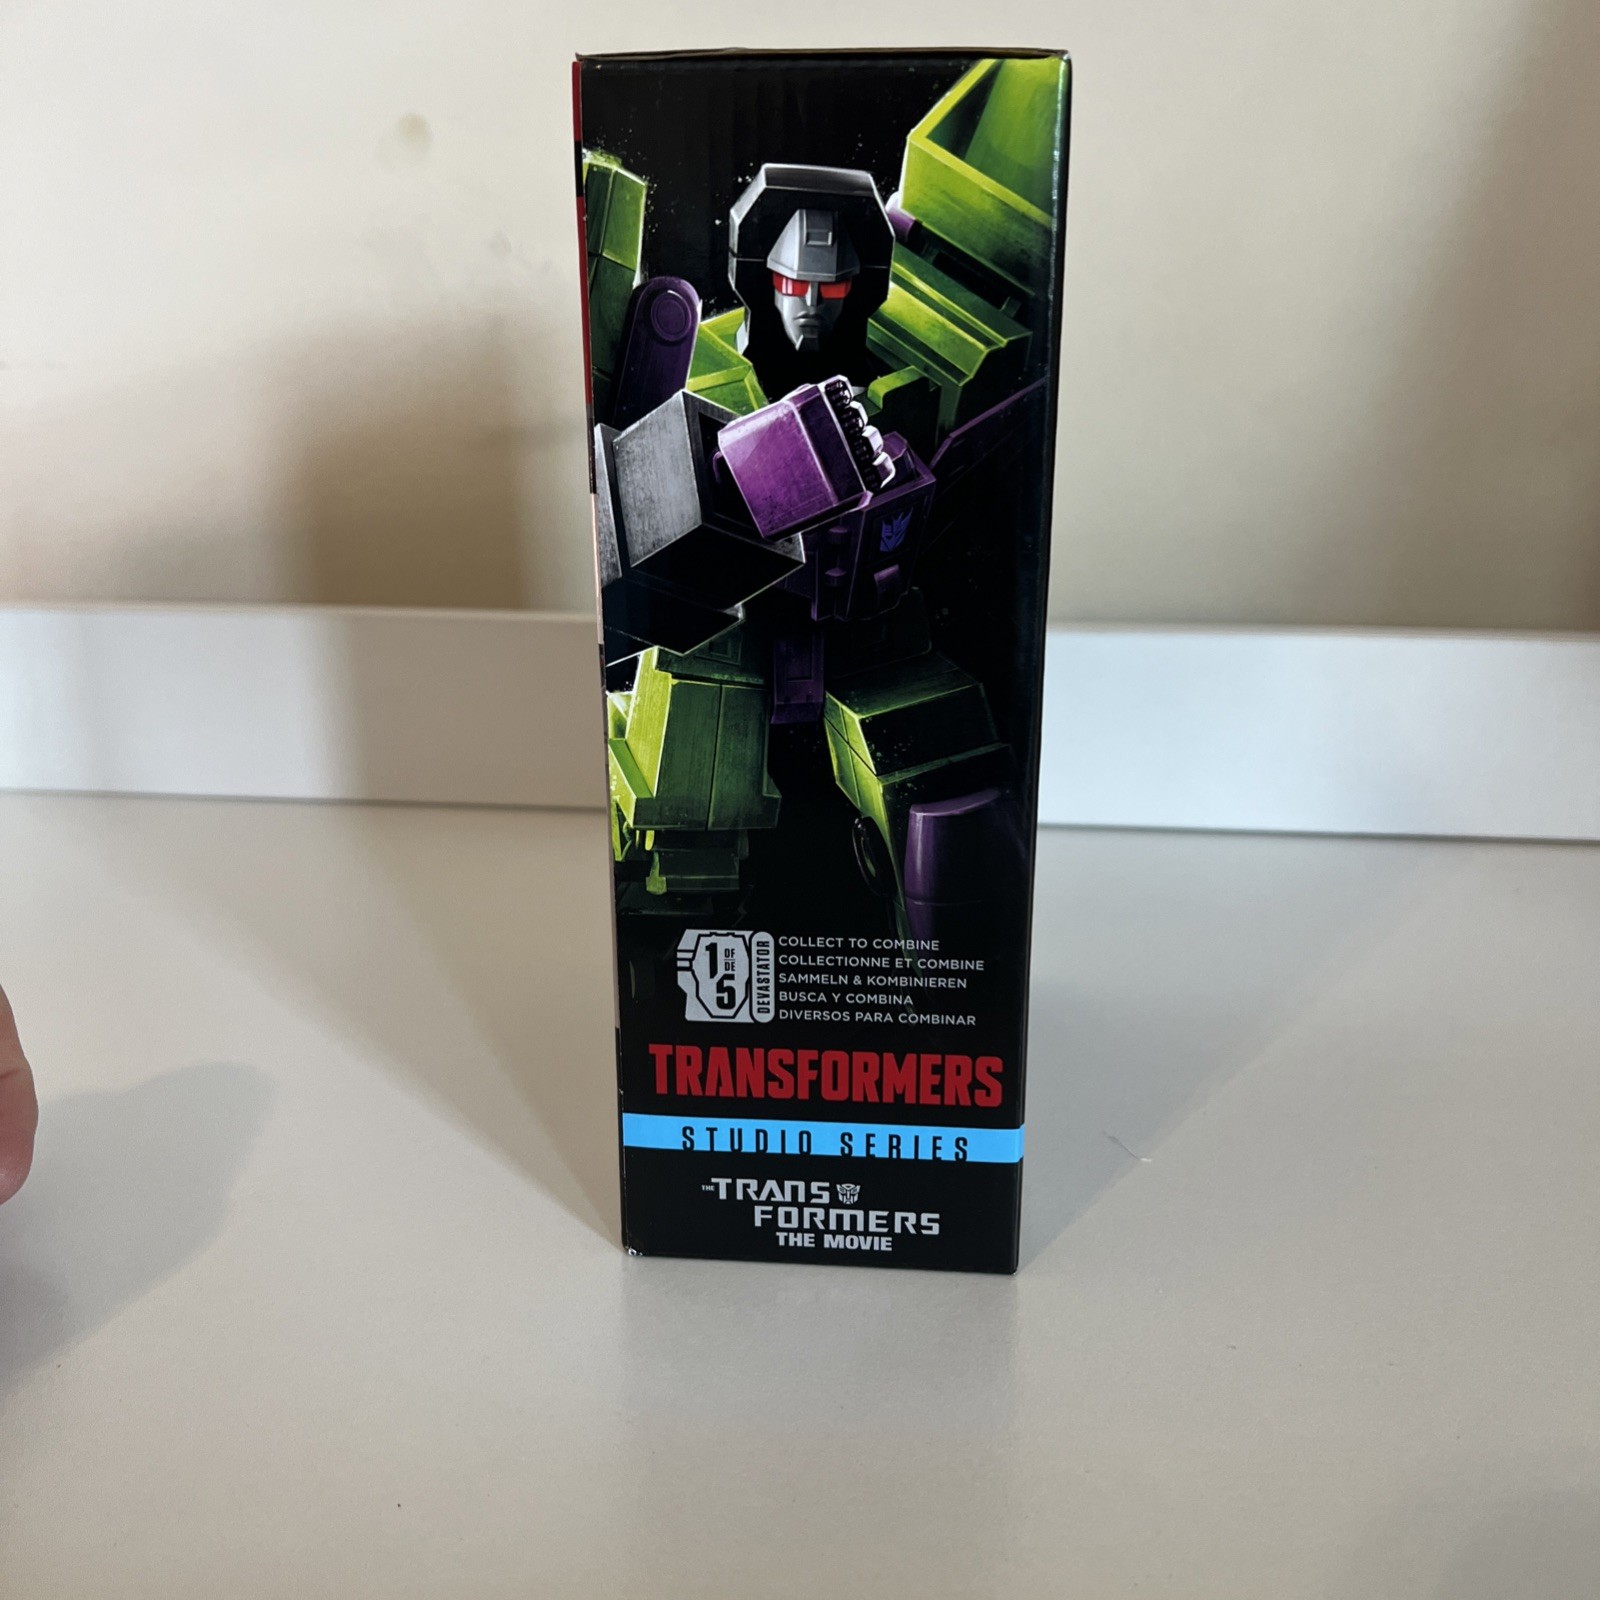 1 OF
DE 5
DEVASTATOR
COLLECT TO COMBINE
COLLECTIONNE ET COMBINE
SAMMELN & KOMBINIEREN
BUSCA Y COMBINA
DIVERSOS PARA COMBINAR
TRANSFORMERS
STUDIO SERIES
THE TRANS
FORMERS
THE MOVIE